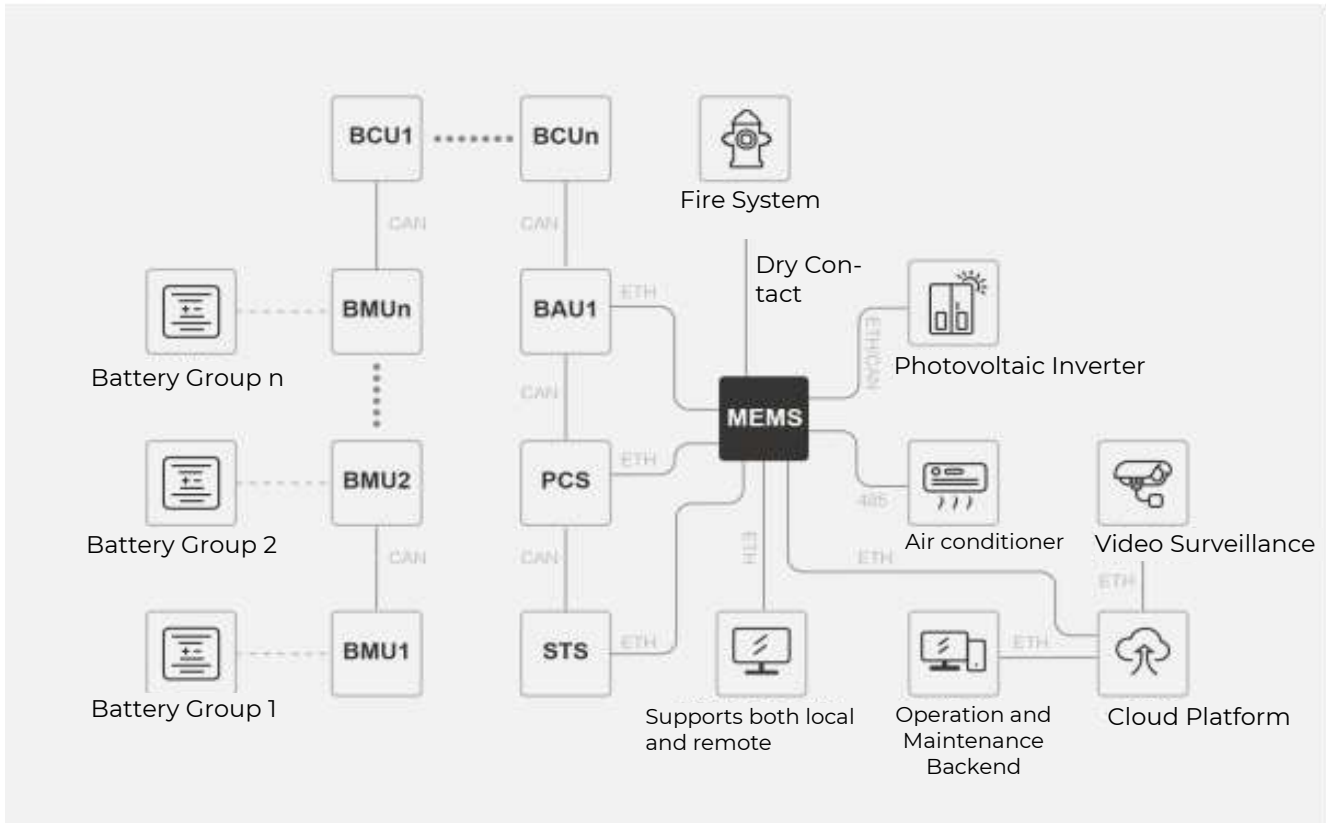 BCU1
BCUn
Fire System
CAN
CAN
Dry Con-
tact
BMUn
BAU1
ETH
ETH/CAN
Battery Group n
Photovoltaic Inverter
CAN
MEMS
BMU2
PCS
ETH
485
Battery Group 2
Air conditioner
Video Surveillance
CAN
CAN
ETH
ETH
ETH
BMU1
STS
ETH
ETH
Battery Group 1
Supports both local
and remote
Operation and
Maintenance
Backend
Cloud Platform